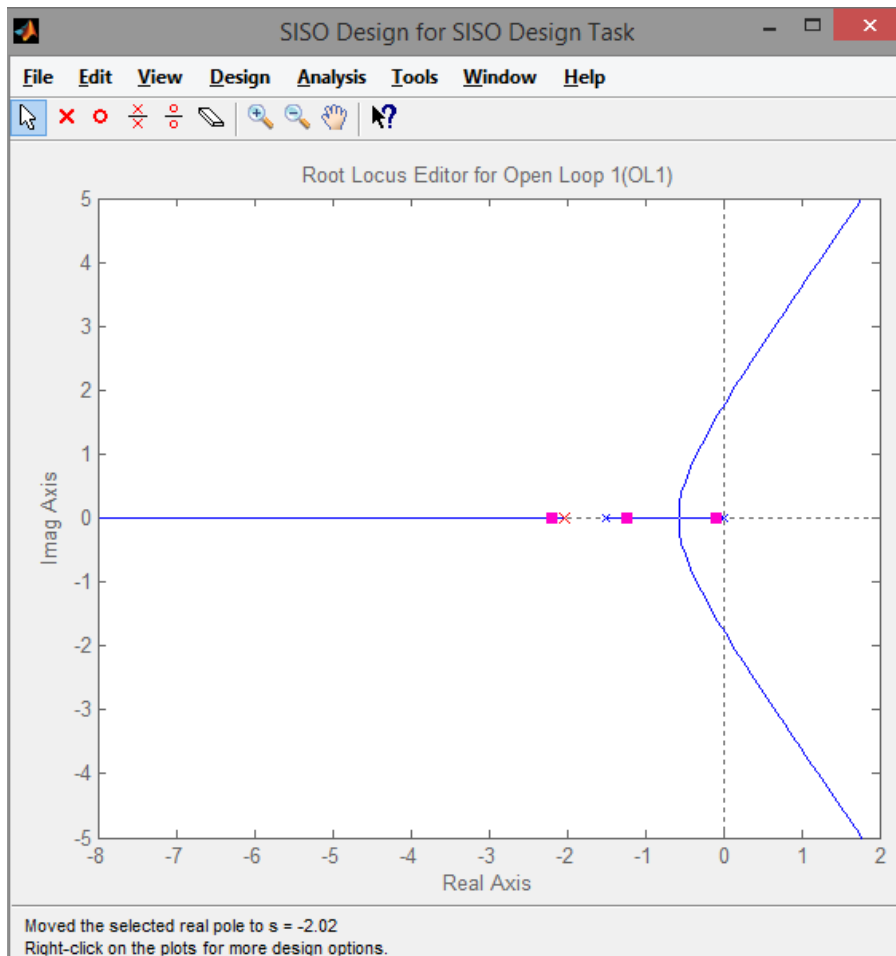 SISO Design for SISO Design Task
File Edit View Design Analysis Tools Window Help
Root Locus Editor for Open Loop 1(OL1)
5
4
3
2
1
0
-1
-2
-3
-4
-5
Imag Axis
-8 -7 -6 -5 -4 -3 -2 -1 0 1 2
Real Axis
Moved the selected real pole to s = -2.02
Right-click on the plots for more design options.